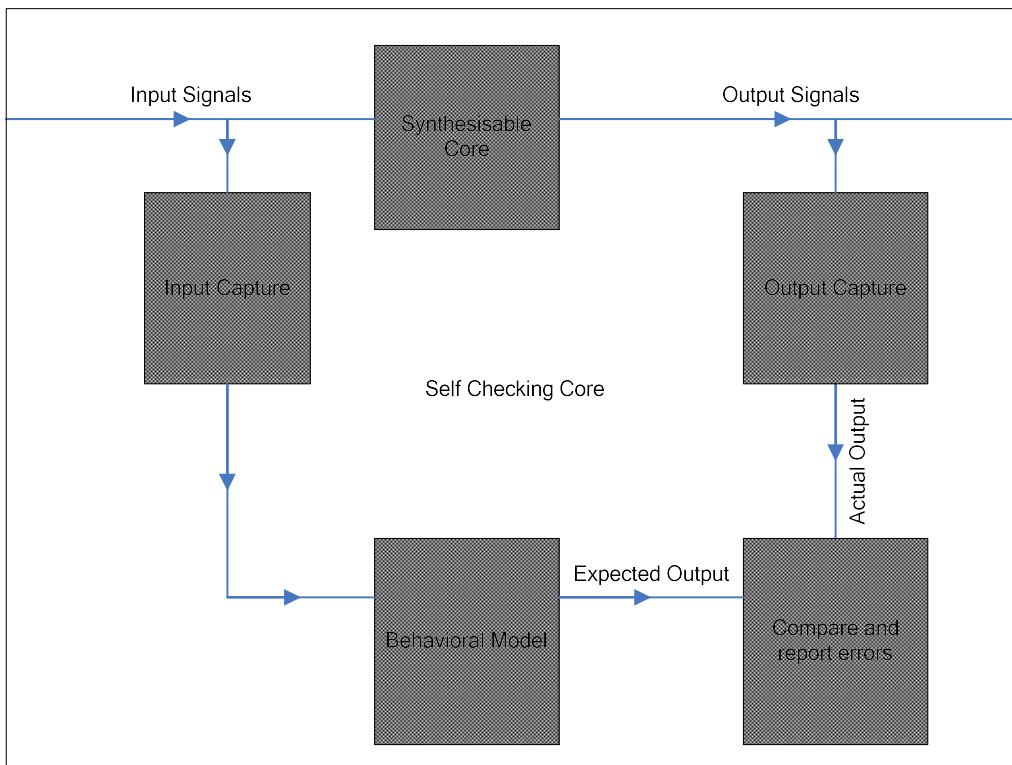 Input Signals
Output Signals
Synthesisable
Core
Input Capture
Output Capture
Self Checking Core
Actual Output
Expected Output
Behavioral Model
Compare and
report errors